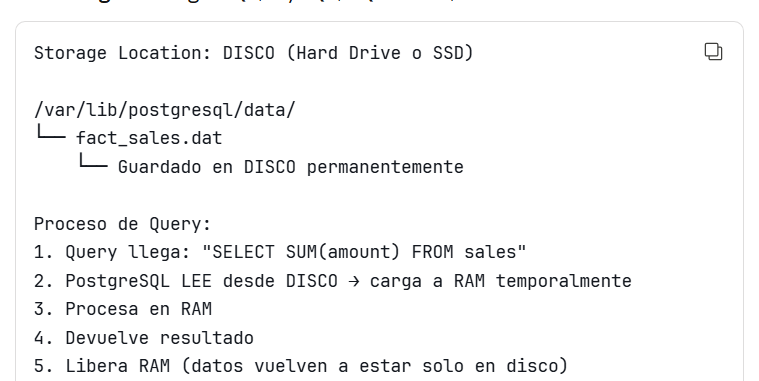 Storage Location: DISCO (Hard Drive o SSD)
/var/lib/postgresql/data/
└── fact_sales.dat
    └── Guardado en DISCO permanentemente
Proceso de Query:
1. Query llega: "SELECT SUM(amount) FROM sales"
2. PostgreSQL LEE desde DISCO → carga a RAM temporalmente
3. Procesa en RAM
4. Devuelve resultado
5. Libera RAM (datos vuelven a estar solo en disco)